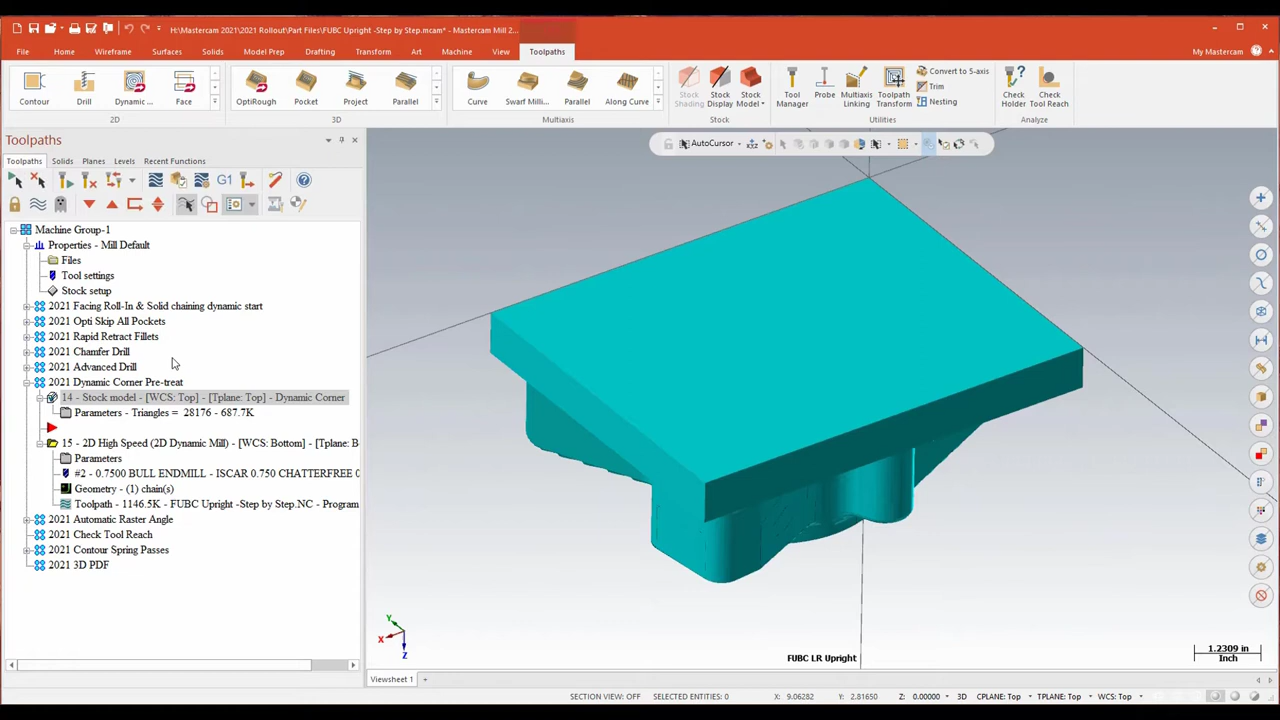 H:\Mastercam 2021\2021 Rollout\Part Files\FUBC Upright -Step by Step.mcam* - Mastercam Mill 2...
File Home Wireframe Surfaces Solids Model Prep Drafting Transform Art Machine View Toolpaths My Mastercam
Contour Drill Dynamic ... Face OptiRough Pocket Project Parallel Curve Swarf Milli... Parallel Along Curve Stock Shading Stock Display Stock Model Tool Manager Probe Multiaxis Linking Toolpath Transform Convert to 5-axis Trim Nesting Check Holder Check Tool Reach
2D 3D Multiaxis Stock Utilities Analyze
Toolpaths
AutoCursor
Toolpaths Solids Planes Levels Recent Functions
G1
Machine Group-1
Properties - Mill Default
Files
Tool settings
Stock setup
2021 Facing Roll-In & Solid chaining dynamic start
2021 Opti Skip All Pockets
2021 Rapid Retract Fillets
2021 Chamfer Drill
2021 Advanced Drill
2021 Dynamic Corner Pre-treat
14 - Stock model - [WCS: Top] - [Tplane: Top] - Dynamic Corner
Parameters - Triangles = 28176 - 687.7K
15 - 2D High Speed (2D Dynamic Mill) - [WCS: Bottom] - [Tplane: B
Parameters
#2 - 0.7500 BULL ENDMILL - ISCAR 0.750 CHATTERFREE 0
Geometry - (1) chain(s)
Toolpath - 1146.5K - FUBC Upright -Step by Step.NC - Program
2021 Automatic Raster Angle
2021 Check Tool Reach
2021 Contour Spring Passes
2021 3D PDF
Y
X
Z
FUBC LR Upright
1.2309 in
Inch
Viewsheet 1
SECTION VIEW: OFF SELECTED ENTITIES: 0 X: 9.06282 Y: 2.81650 Z: 0.00000 3D CPLANE: Top TPLANE: Top WCS: Top